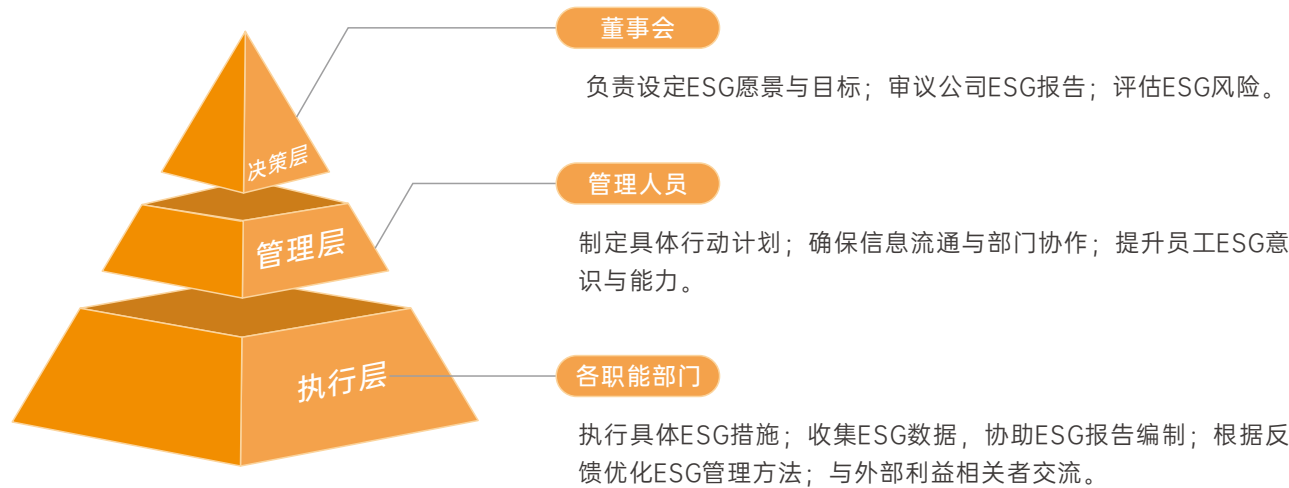 董事会
负责设定ESG愿景与目标；审议公司ESG报告；评估ESG风险。
决策层
管理人员
管理层
制定具体行动计划；确保信息流通与部门协作；提升员工ESG意
识与能力。
各职能部门
执行层
执行具体ESG措施；收集ESG数据，协助ESG报告编制；根据反
馈优化ESG管理方法；与外部利益相关者交流。